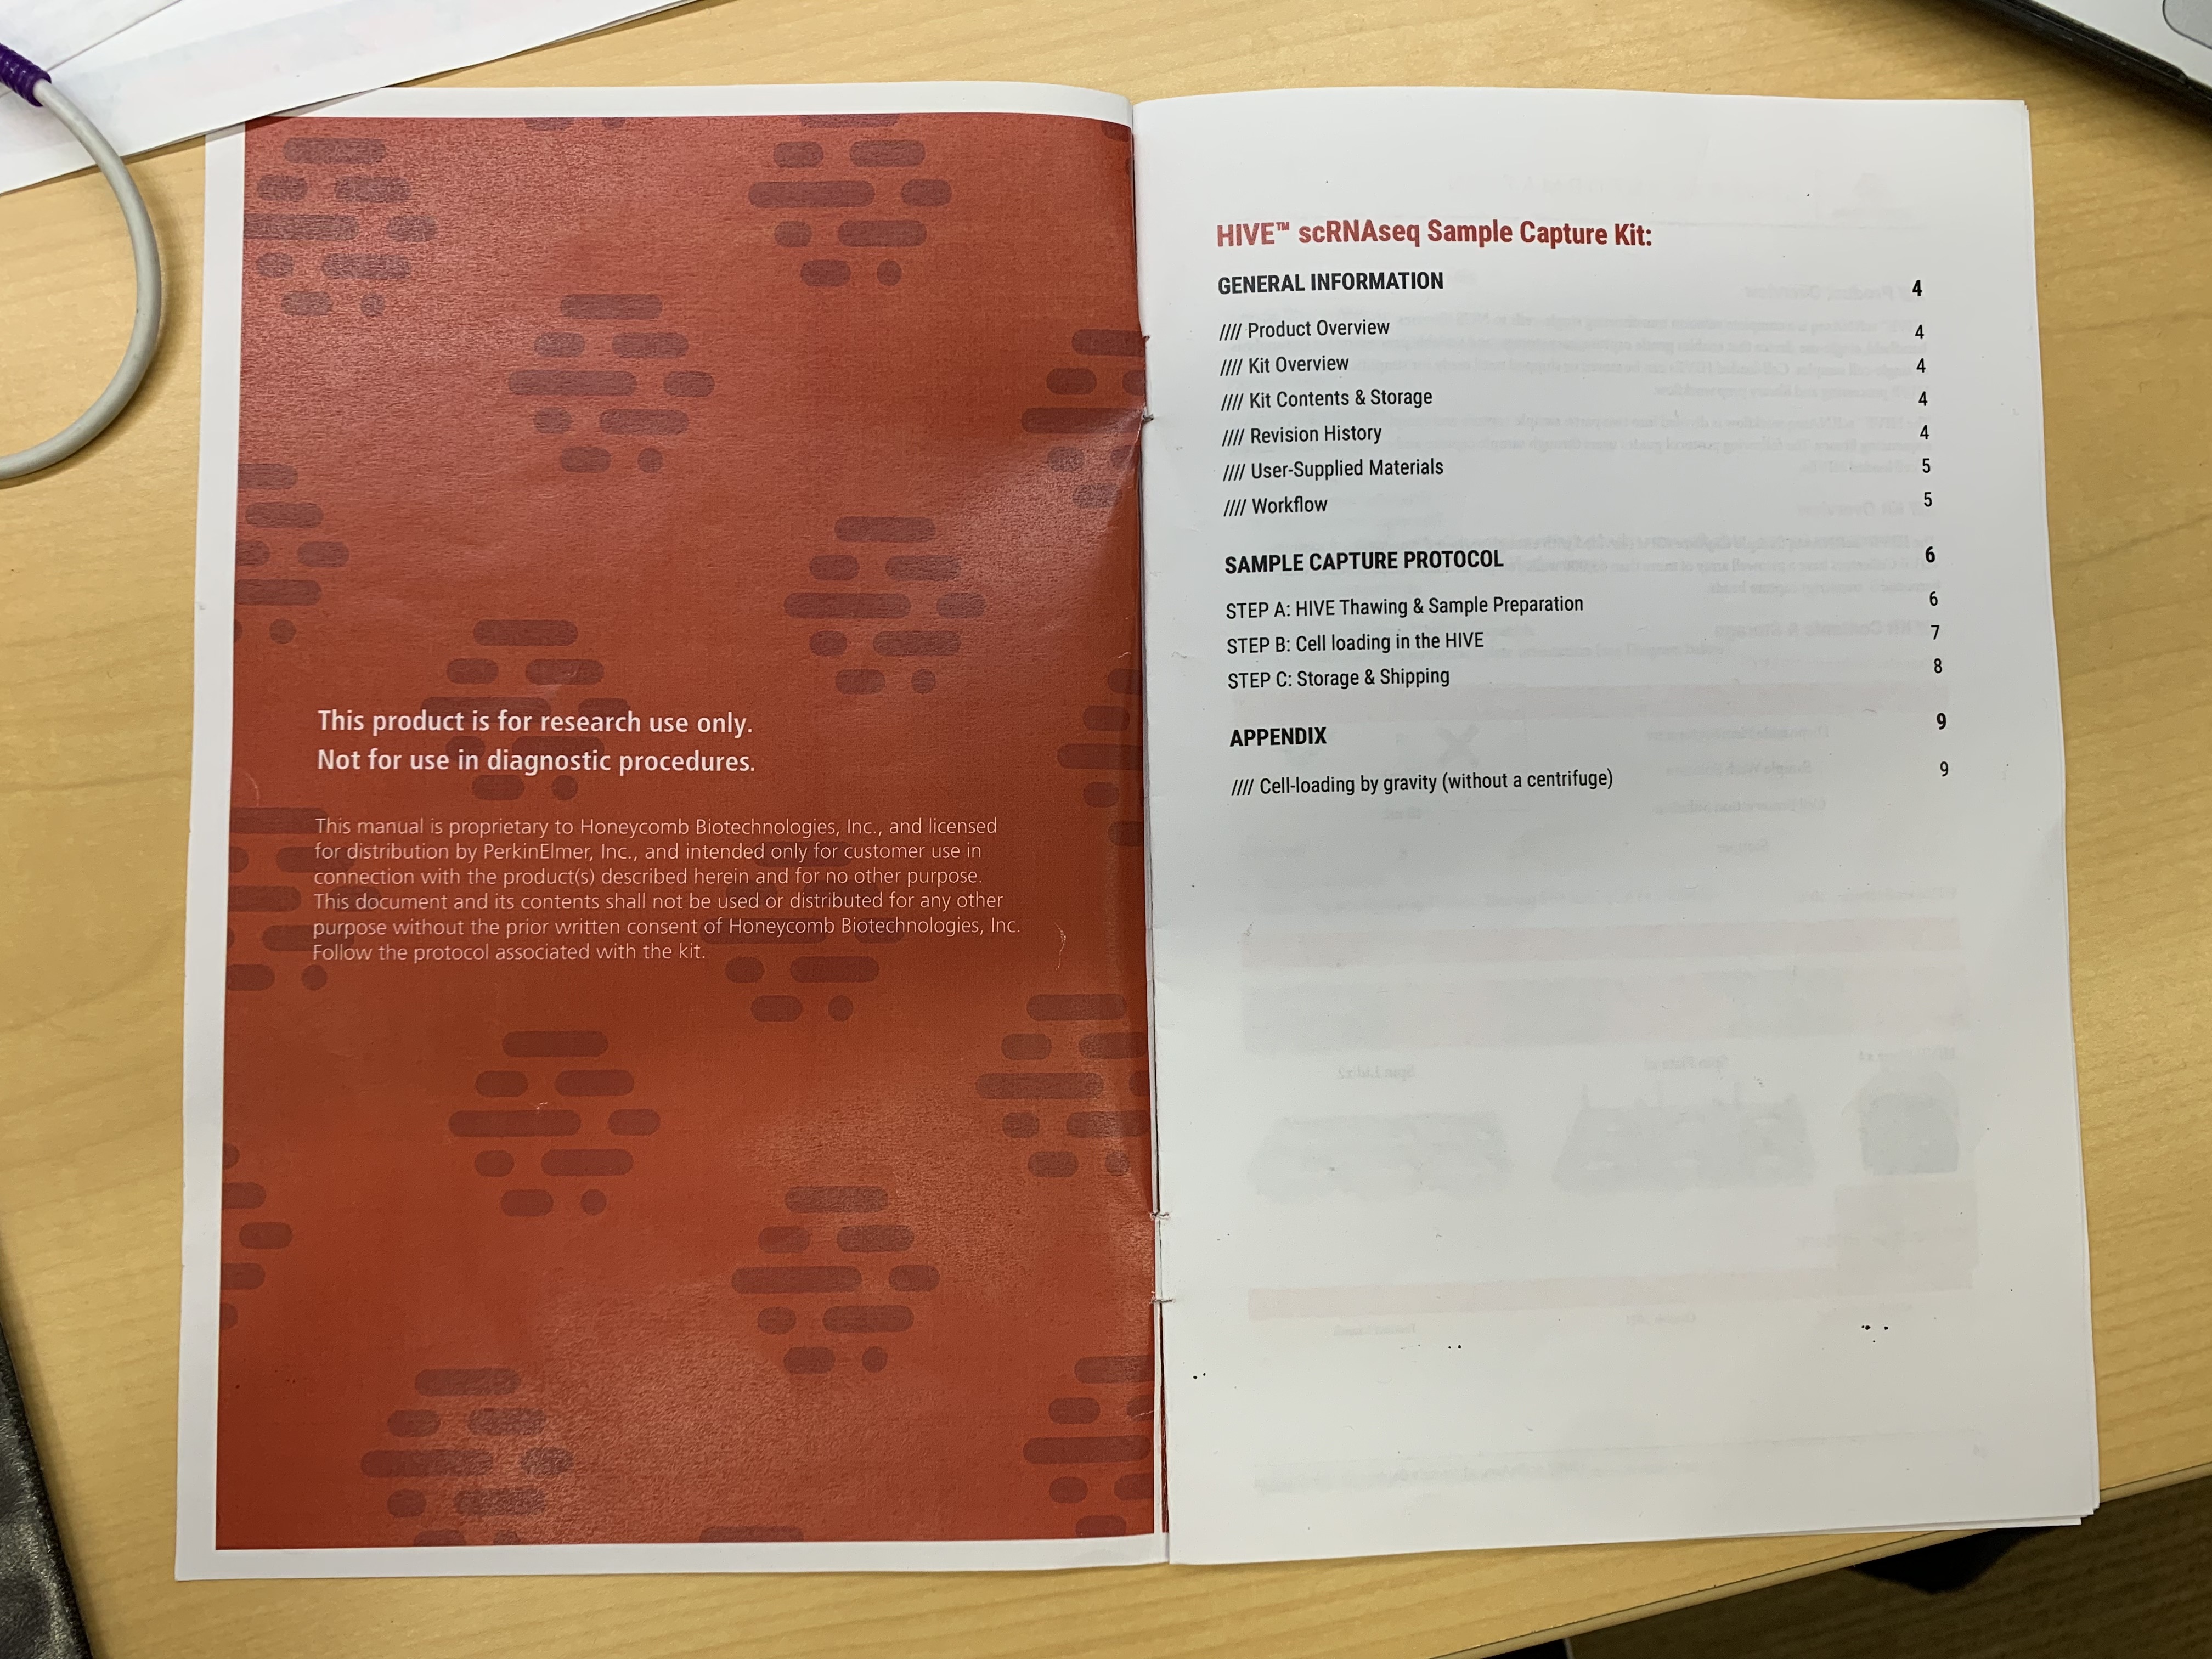 This product is for research use only.
Not for use in diagnostic procedures.
This manual is proprietary to Honeycomb Biotechnologies, Inc., and licensed
for distribution by PerkinElmer, Inc., and intended only for customer use in
connection with the product(s) described herein and for no other purpose.
This document and its contents shall not be used or distributed for any other
purpose without the prior written consent of Honeycomb Biotechnologies, Inc.
Follow the protocol associated with the kit.
HIVE™ scRNAseq Sample Capture Kit:
GENERAL INFORMATION 4
//// Product Overview 4
//// Kit Overview 4
//// Kit Contents & Storage 4
//// Revision History 4
//// User-Supplied Materials 5
//// Workflow 5
SAMPLE CAPTURE PROTOCOL 6
STEP A: HIVE Thawing & Sample Preparation 6
STEP B: Cell loading in the HIVE 7
STEP C: Storage & Shipping 8
APPENDIX 9
//// Cell-loading by gravity (without a centrifuge) 9